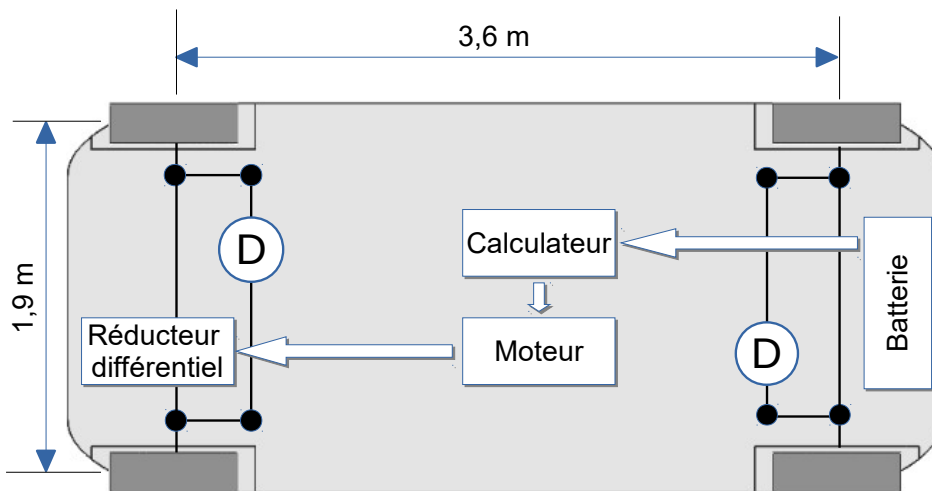 3,6 m
1,9 m
D
Calculateur
Batterie
Réducteur
différentiel
Moteur
D